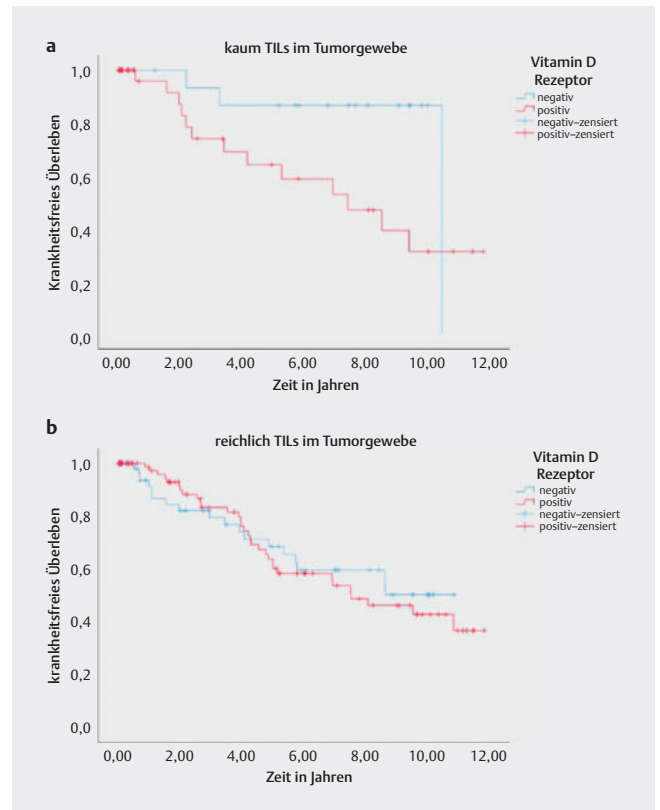 a
kaum TILs im Tumorgewebe
Vitamin D
Rezeptor
negativ
positiv
negativ–zensiert
positiv–zensiert
Krankheitsfreies Überleben
1,0
0,8
0,6
0,4
0,2
0,0
0,00 2,00 4,00 6,00 8,00 10,00 12,00
Zeit in Jahren
b
reichlich TILs im Tumorgewebe
Vitamin D
Rezeptor
negativ
positiv
negativ–zensiert
positiv–zensiert
krankheitsfreies Überleben
1,0
0,8
0,6
0,4
0,2
0,0
0,00 2,00 4,00 6,00 8,00 10,00 12,00
Zeit in Jahren